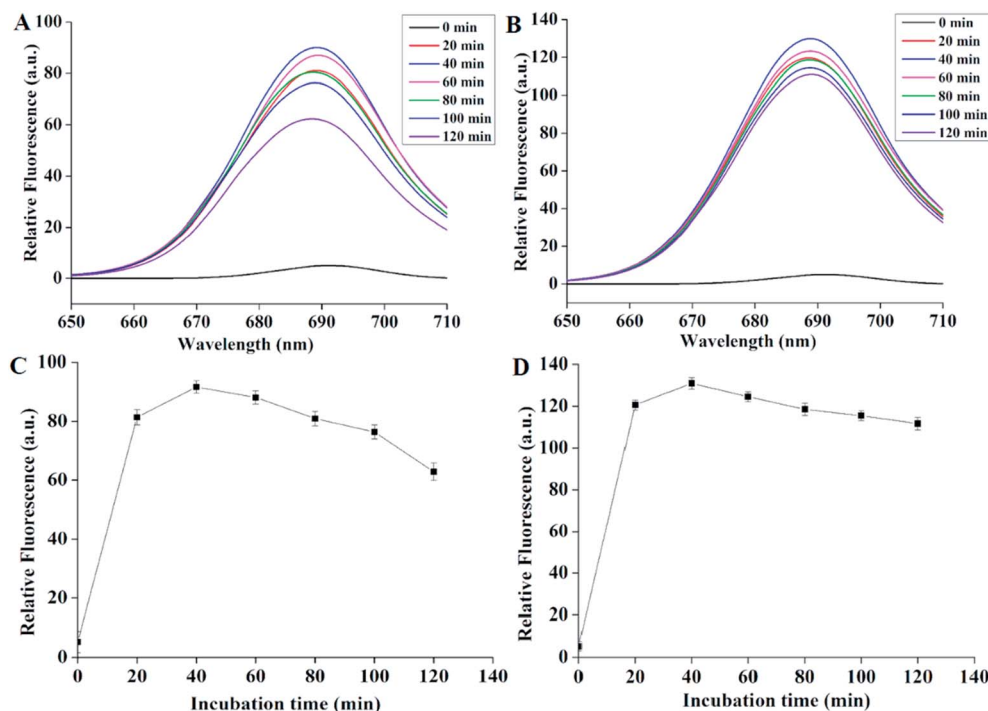 A
100
80
60
40
20
0
650 660 670 680 690 700 710
Relative Fluorescence (a.u.)
Wavelength (nm)
0 min
20 min
40 min
60 min
80 min
100 min
120 min
B
140
120
100
80
60
40
20
0
650 660 670 680 690 700 710
Relative Fluorescence (a.u.)
Wavelength (nm)
0 min
20 min
40 min
60 min
80 min
100 min
120 min
C
100
80
60
40
20
0
0 20 40 60 80 100 120 140
Relative Fluorescence (a.u.)
Incubation time (min)
D
140
120
100
80
60
40
20
0
0 20 40 60 80 100 120 140
Relative Fluorescence (a.u.)
Incubation time (min)